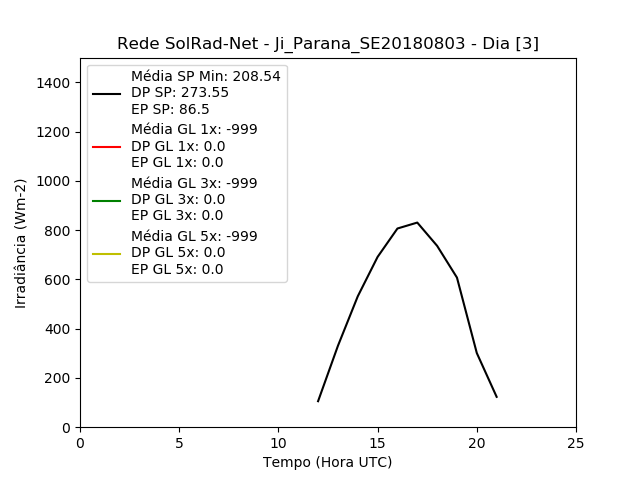 Rede SolRad-Net - Ji_Parana_SE20180803 - Dia [3]
Média SP Min: 208.54
DP SP: 273.55
EP SP: 86.5
Média GL 1x: -999
DP GL 1x: 0.0
EP GL 1x: 0.0
Média GL 3x: -999
DP GL 3x: 0.0
EP GL 3x: 0.0
Média GL 5x: -999
DP GL 5x: 0.0
EP GL 5x: 0.0
Irradiância (Wm-2)
1400
1200
1000
800
600
400
200
0
0 5 10 15 20 25
Tempo (Hora UTC)